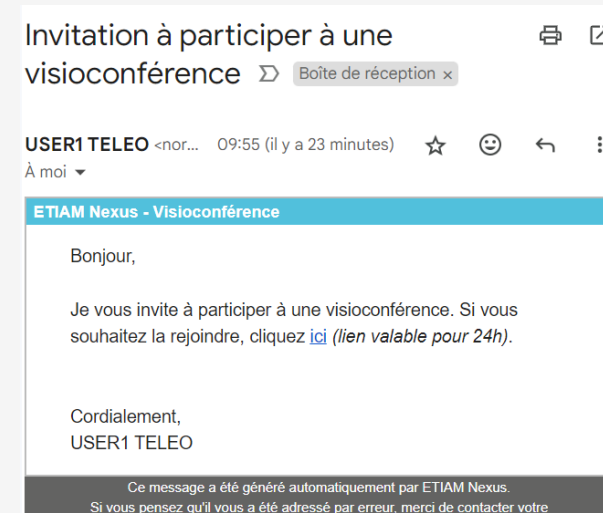 Invitation à participer à une
visioconférence Boîte de réception ×
USER1 TELEO <nor... 09:55 (il y a 23 minutes)
À moi
ETIAM Nexus - Visioconférence
Bonjour,
Je vous invite à participer à une visioconférence. Si vous
souhaitez la rejoindre, cliquez ici (lien valable pour 24h).
Cordialement,
USER1 TELEO
Ce message a été généré automatiquement par ETIAM Nexus.
Si vous pensez qu'il vous a été adressé par erreur, merci de contacter votre